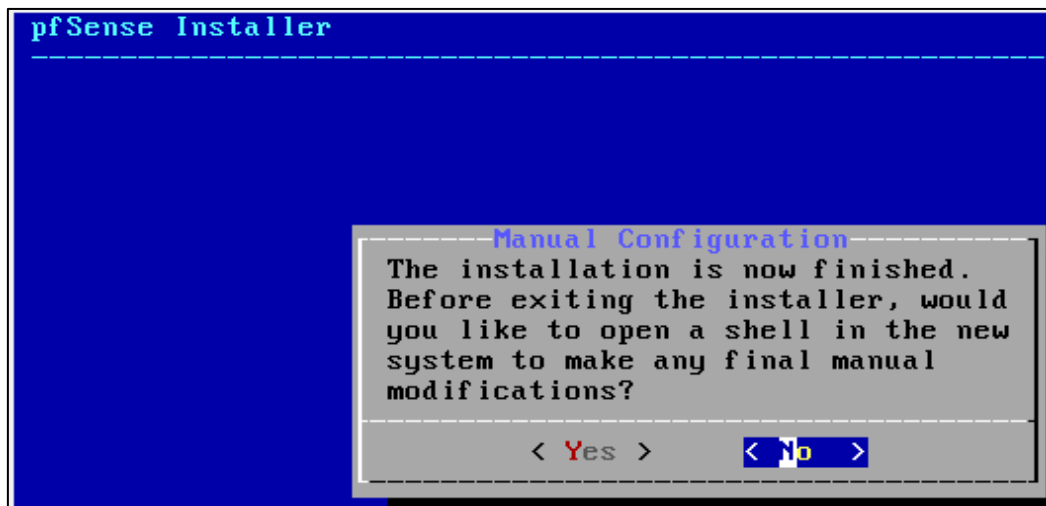 pfSense Installer
Manual Configuration
The installation is now finished.
Before exiting the installer, would
you like to open a shell in the new
system to make any final manual
modifications?
< Yes > < No >